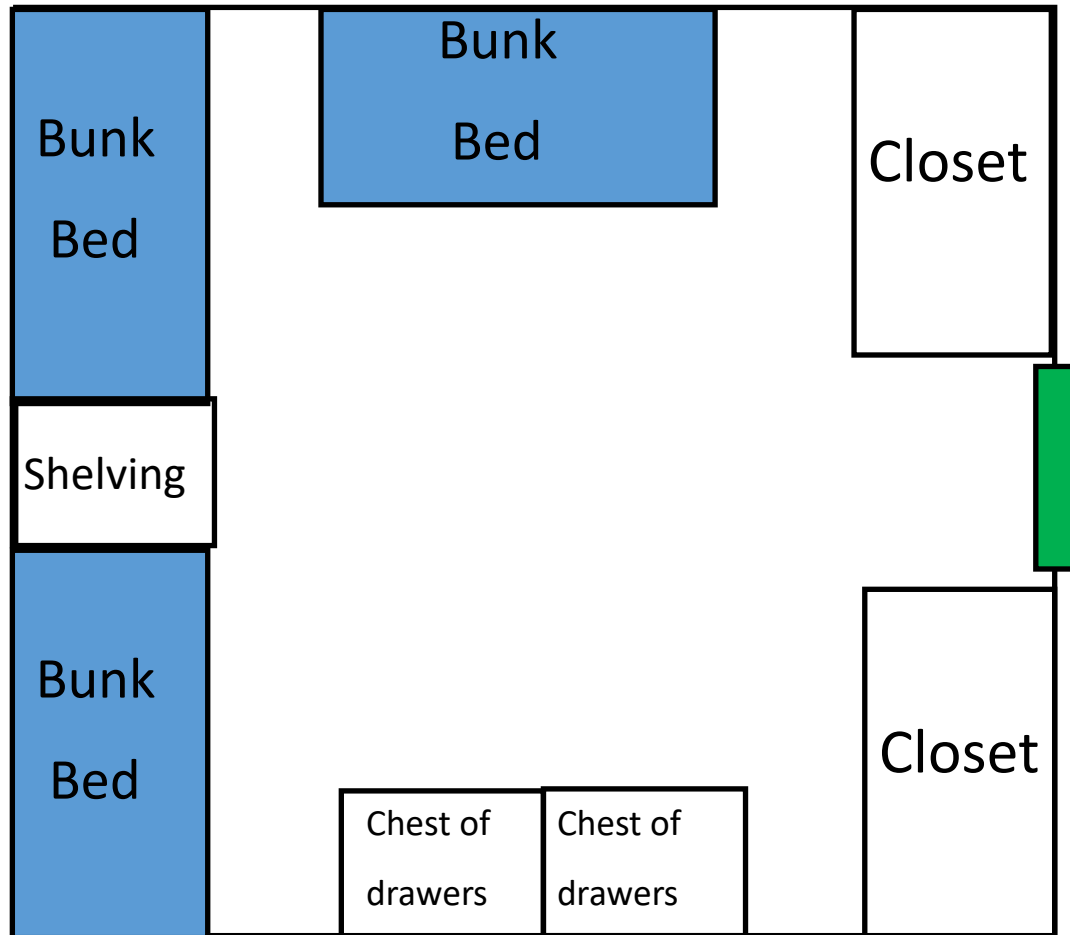 Bunk
Bed
Bunk
Bed
Closet
Shelving
Bunk
Bed
Chest of
drawers
Chest of
drawers
Closet